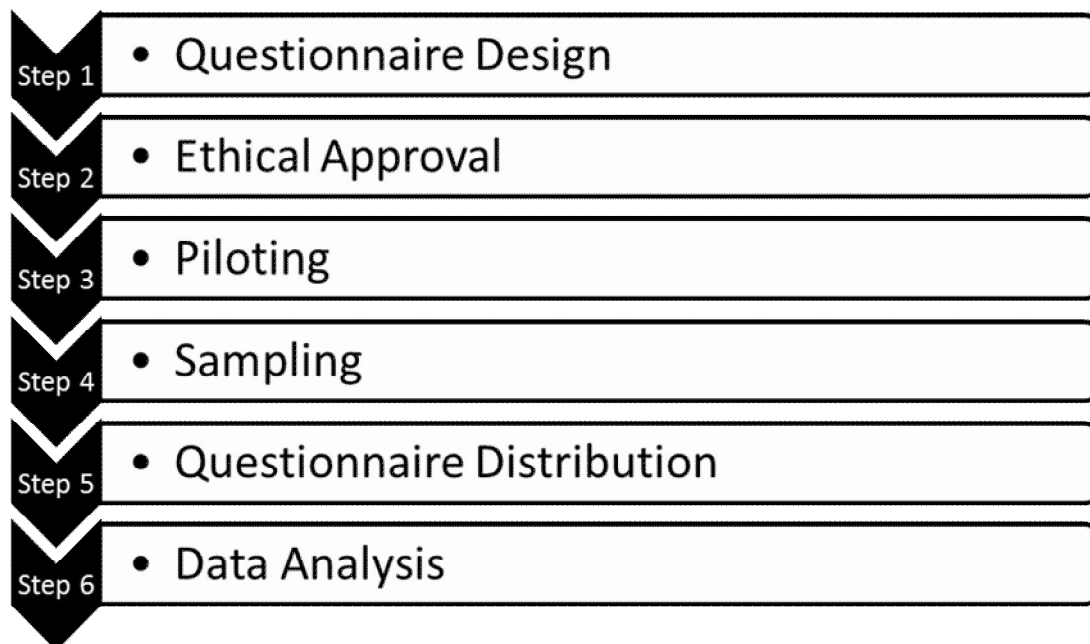 Step 1 • Questionnaire Design
Step 2 • Ethical Approval
Step 3 • Piloting
Step 4 • Sampling
Step 5 • Questionnaire Distribution
Step 6 • Data Analysis